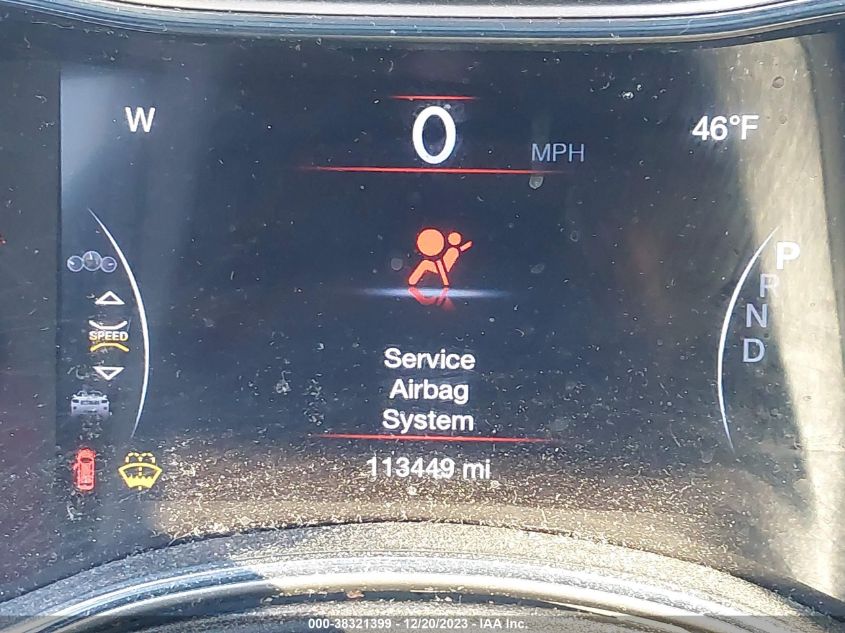 W
0
MPH
46°F
P
R
N
D
SPEED
Service
Airbag
System
113449 mi
000-38321399 - 12/20/2023 - IAA Inc.